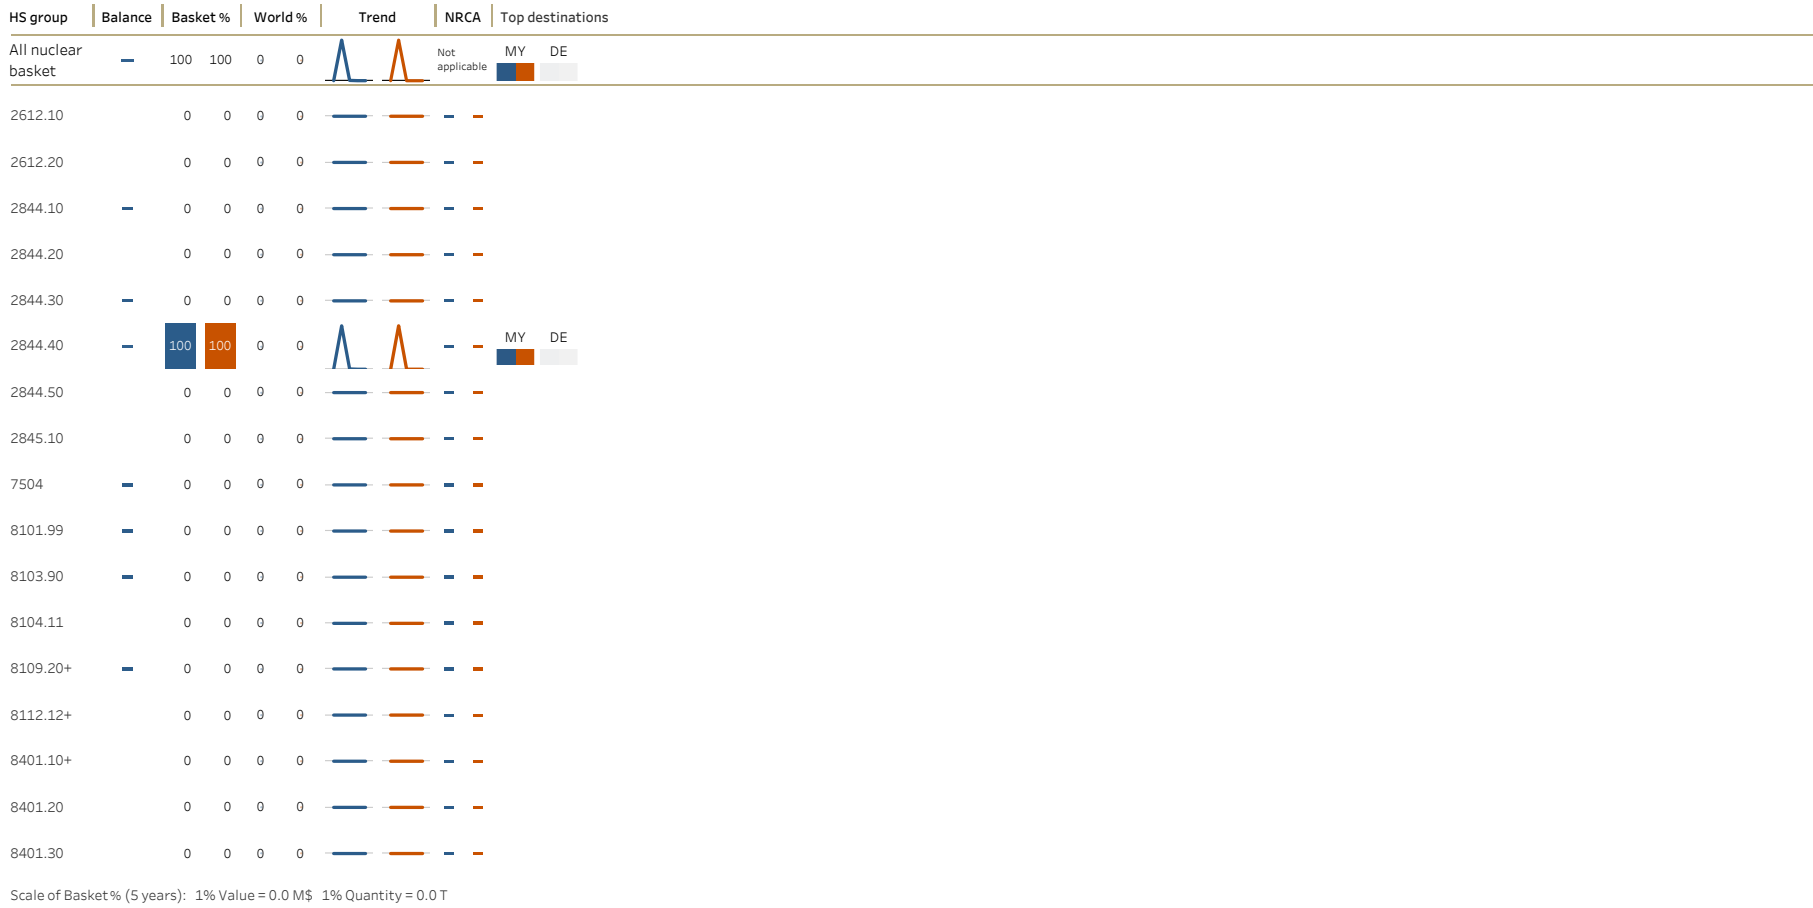 HS group Balance Basket % World % Trend NRCA Top destinations
All nuclear basket 100 100 0 0 Not applicable MY DE
2612.10 0 0 0 0
2612.20 0 0 0 0
2844.10 0 0 0 0
2844.20 0 0 0 0
2844.30 0 0 0 0
2844.40 100 100 0 0 MY DE
2844.50 0 0 0 0
2845.10 0 0 0 0
7504 0 0 0 0
8101.99 0 0 0 0
8103.90 0 0 0 0
8104.11 0 0 0 0
8109.20+ 0 0 0 0
8112.12+ 0 0 0 0
8401.10+ 0 0 0 0
8401.20 0 0 0 0
8401.30 0 0 0 0
Scale of Basket% (5 years): 1% Value = 0.0 M$ 1% Quantity = 0.0 T